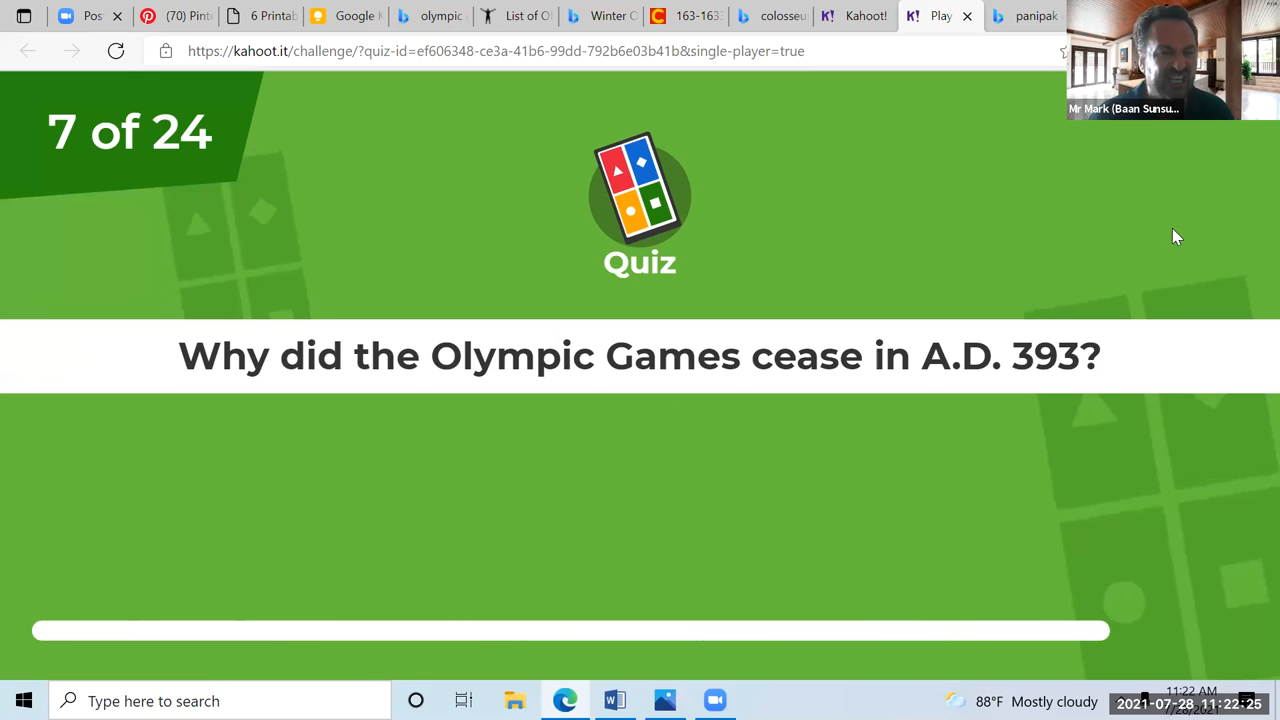 Pos
(70) Pint
6 Printab
Google K
olympic
List of Ol
Winter O
163-163
colosseu
Kahoot!
Play
panipak
https://kahoot.it/challenge/?quiz-id=ef606348-ce3a-41b6-99dd-792b6e03b41b&single-player=true
Mr Mark (Baan Sunsu...
7 of 24
Quiz
Why did the Olympic Games cease in A.D. 393?
Type here to search
88°F Mostly cloudy
11:22 AM
2021-07-28 11:22:25